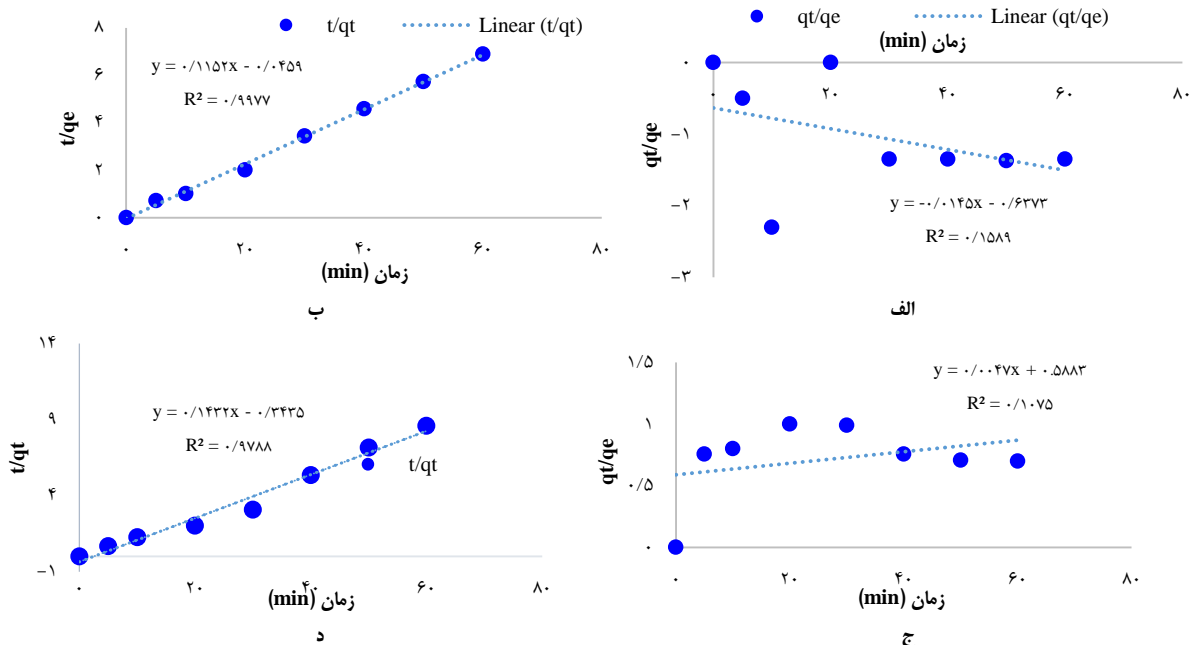 t/qt
Linear (t/qt)
۸
۶
۴
۲
۰
t/qe
y = ۰/۱۱۵۲x - ۰/۰۴۵۹
R² = ۰/۹۹۷۷
۰
۲۰
۴۰
۶۰
۸۰
زمان (min)
ب
qt/qe
Linear (qt/qe)
زمان (min)
۰
-۱
-۲
-۳
qt/qe
۰
۲۰
۴۰
۶۰
۸۰
y = -۰/۰۱۴۵x - ۰/۶۳۷۳
R² = ۰/۱۵۸۹
الف
۱۴
۹
۴
-۱
t/qt
y = ۰/۱۴۳۲x - ۰/۳۴۳۵
R² = ۰/۹۷۸۸
t/qt
۰
۲۰
۴۰
۶۰
۸۰
زمان (min)
د
۱/۵
۱
۰/۵
۰
qt/qe
y = ۰/۰۰۴۷x + ۰.۵۸۸۳
R² = ۰/۱۰۷۵
۰
۲۰
۴۰
۶۰
۸۰
زمان (min)
ج